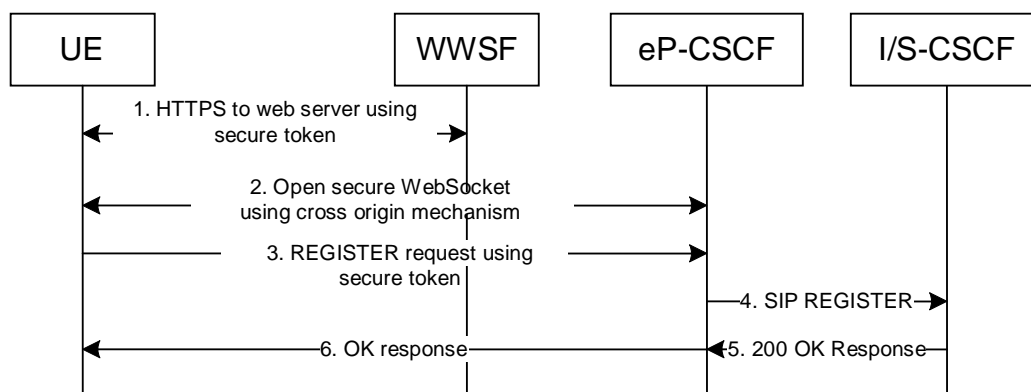 UE
WWSF
eP-CSCF
I/S-CSCF
1. HTTPS to web server using
secure token
2. Open secure WebSocket
using cross origin mechanism
3. REGISTER request using
secure token
4. SIP REGISTER
6. OK response
5. 200 OK Response